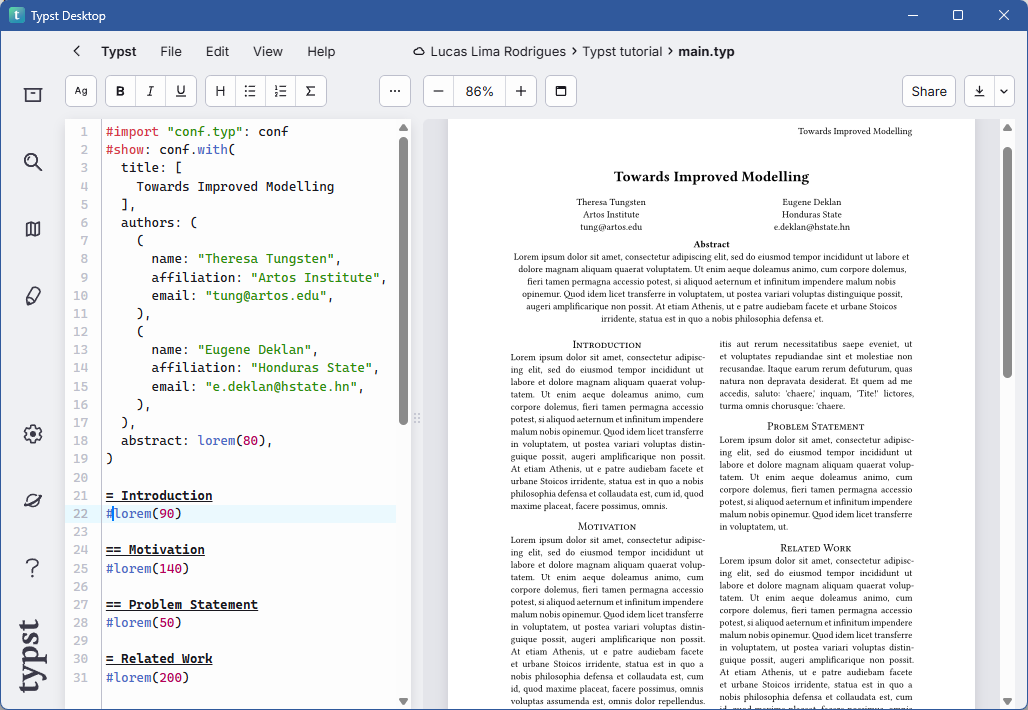 Typst Desktop
Typst File Edit View Help
Lucas Lima Rodrigues > Typst tutorial > main.typ
Ag B I U H Σ ... − 86% + Share
1 #import "conf.typ": conf
2 #show: conf.with(
3 title: [
4 Towards Improved Modelling
5 ],
6 authors: (
7 (
8 name: "Theresa Tungsten",
9 affiliation: "Artos Institute",
10 email: "tung@artos.edu",
11 ),
12 (
13 name: "Eugene Deklan",
14 affiliation: "Honduras State",
15 email: "e.deklan@hstate.hn",
16 ),
17 ),
18 abstract: lorem(80),
19 )
20
21 = Introduction
22 #lorem(90)
23
24 == Motivation
25 #lorem(140)
26
27 == Problem Statement
28 #lorem(50)
29
30 = Related Work
31 #lorem(200)
typst
Towards Improved Modelling
Towards Improved Modelling
Theresa Tungsten
Artos Institute
tung@artos.edu
Eugene Deklan
Honduras State
e.deklan@hstate.hn
Abstract
Lorem ipsum dolor sit amet, consectetur adipiscing elit, sed do eiusmod tempor incididunt ut labore et
dolore magnam aliquam quaerat voluptatem. Ut enim aeque doleamus animo, cum corpore dolemus,
fieri tamen permagna accessio potest, si aliquod aeternum et infinitum impendere malum nobis
opinemur. Quod idem licet transferre in voluptatem, ut postea variari voluptas distinguique possit,
augeri amplificarique non possit. At etiam Athenis, ut e patre audiebam facete et urbane Stoicos
irridente, statua est in quo a nobis philosophia defensa et.
Introduction
Lorem ipsum dolor sit amet, consectetur adipisc-
ing elit, sed do eiusmod tempor incididunt ut
labore et dolore magnam aliquam quaerat volup-
tatem. Ut enim aeque doleamus animo, cum
corpore dolemus, fieri tamen permagna accessio
potest, si aliquod aeternum et infinitum impendere
malum nobis opinemur. Quod idem licet transferre
in voluptatem, ut postea variari voluptas distin-
guique possit, augeri amplificarique non possit.
At etiam Athenis, ut e patre audiebam facete et
urbane Stoicos irridente, statua est in quo a nobis
philosophia defensa et collaudata est, cum id, quod
maxime placeat, facere possimus, omnis.
Motivation
Lorem ipsum dolor sit amet, consectetur adipisc-
ing elit, sed do eiusmod tempor incididunt ut
labore et dolore magnam aliquam quaerat volup-
tatem. Ut enim aeque doleamus animo, cum
corpore dolemus, fieri tamen permagna accessio
potest, si aliquod aeternum et infinitum impendere
malum nobis opinemur. Quod idem licet transferre
in voluptatem, ut postea variari voluptas distin-
guique possit, augeri amplificarique non possit.
At etiam Athenis, ut e patre audiebam facete
et urbane Stoicos irridente, statua est in quo a
nobis philosophia defensa et collaudata est, cum
id, quod maxime placeat, facere possimus, omnis
voluptas assumenda est, omnis dolor repellendus.
itis aut rerum necessitatibus saepe eveniet, ut
et voluptates repudiandae sint et molestiae non
recusandae. Itaque earum rerum defuturum, quas
natura non depravata desiderat. Et quem ad me
accedis, saluto: 'chaere,' inquam, 'Tite!' lictores,
turma omnis chorusque: 'chaere.
Problem Statement
Lorem ipsum dolor sit amet, consectetur adipisc-
ing elit, sed do eiusmod tempor incididunt ut
labore et dolore magnam aliquam quaerat volup-
tatem. Ut enim aeque doleamus animo, cum
corpore dolemus, fieri tamen permagna accessio
potest, si aliquod aeternum et infinitum impendere
malum nobis opinemur. Quod idem licet transferre
in voluptatem, ut.
Related Work
Lorem ipsum dolor sit amet, consectetur adipisc-
ing elit, sed do eiusmod tempor incididunt ut
labore et dolore magnam aliquam quaerat volup-
tatem. Ut enim aeque doleamus animo, cum
corpore dolemus, fieri tamen permagna accessio
potest, si aliquod aeternum et infinitum impendere
malum nobis opinemur. Quod idem licet transferre
in voluptatem, ut postea variari voluptas distin-
guique possit, augeri amplificarique non possit.
At etiam Athenis, ut e patre audiebam facete
et urbane Stoicos irridente, statua est in quo a
nobis philosophia defensa et collaudata est, cum